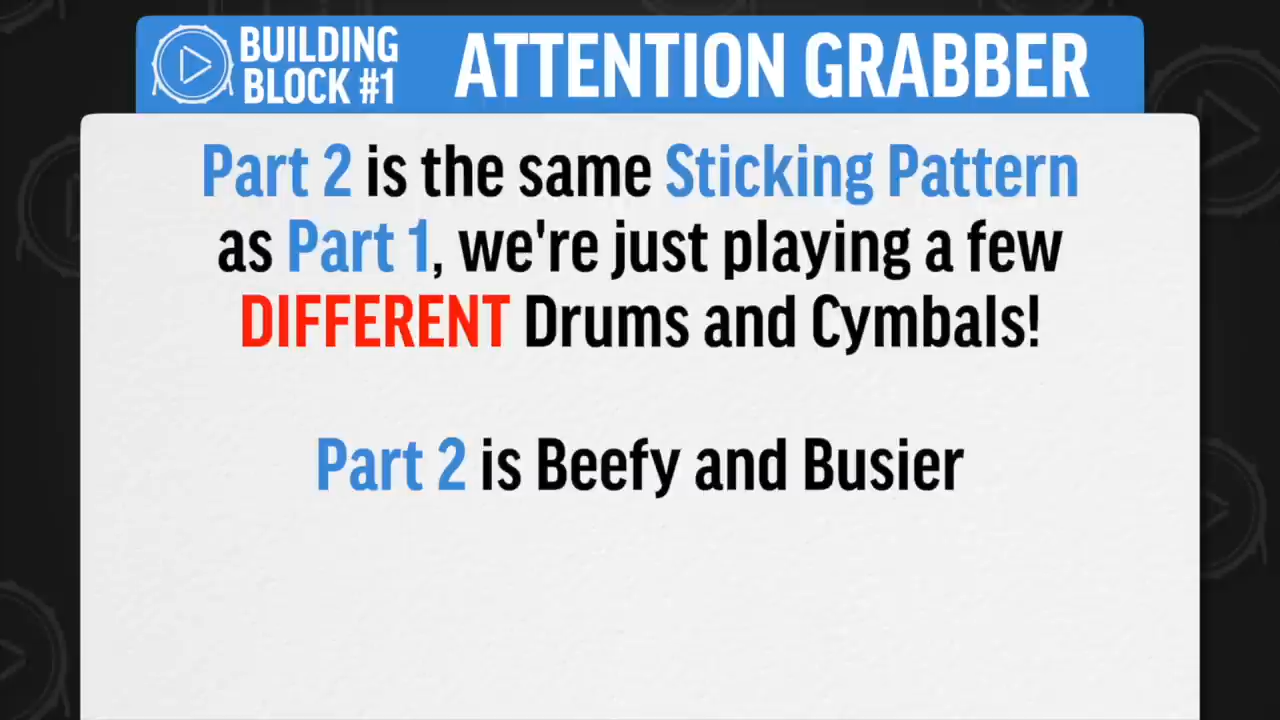 BUILDING
BLOCK #1
ATTENTION GRABBER
Part 2 is the same Sticking Pattern
as Part 1, we're just playing a few
DIFFERENT Drums and Cymbals!
Part 2 is Beefy and Busier